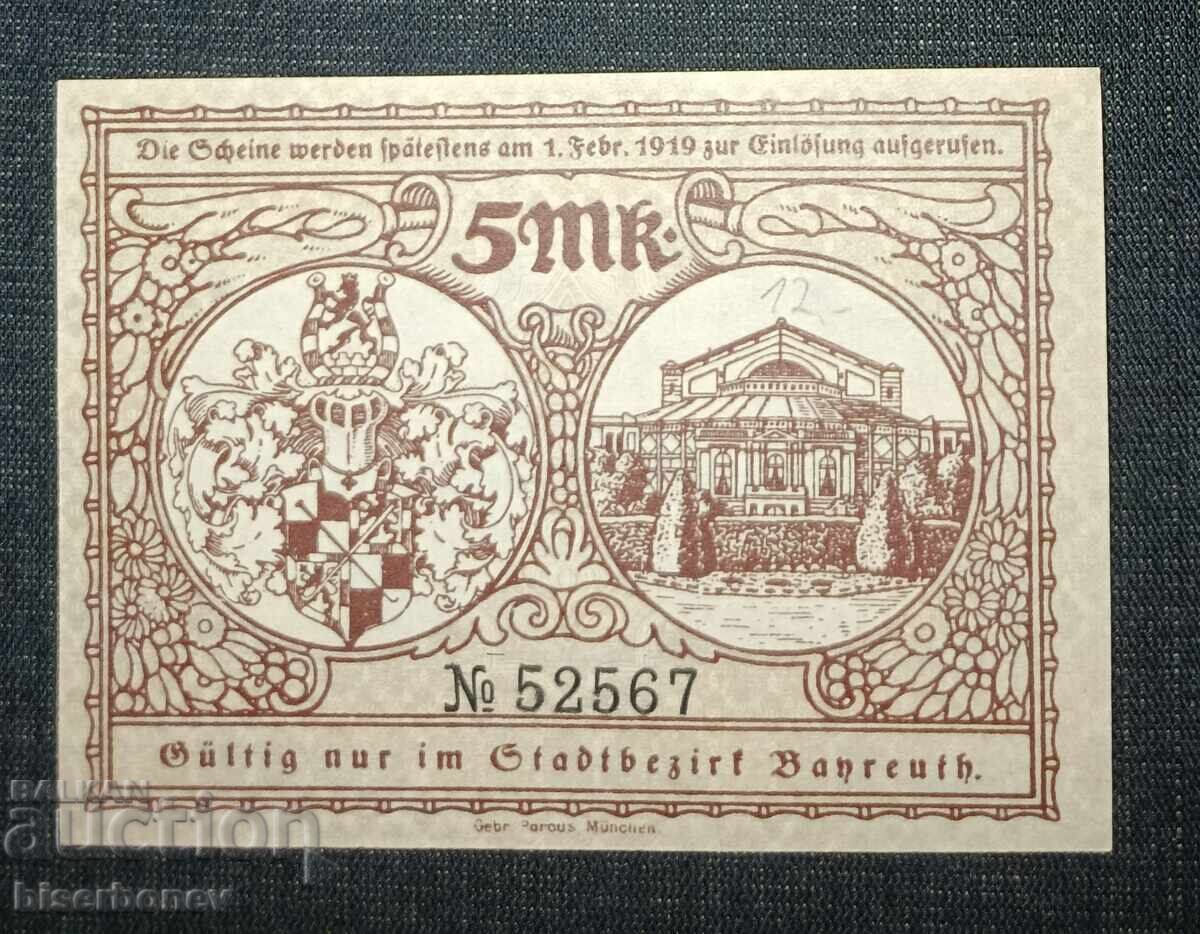 Die Scheine werden spätestens am 1. Febr. 1919 zur Einlösung aufgerufen.
5 Mk.
12.-
№ 52567
Gültig nur im Stadtbezirk Bayreuth.
Gebr. Parcus München.
BALKAN
auction
biserbonev